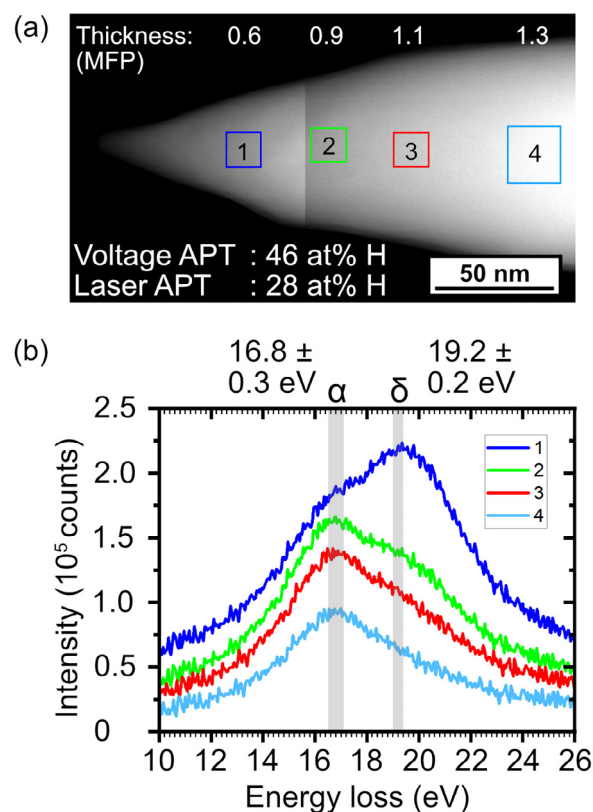 (a)
Thickness: 0.6 0.9 1.1 1.3
(MFP)
1 2 3 4
Voltage APT : 46 at% H
Laser APT : 28 at% H
50 nm
(b)
16.8 ± 19.2 ±
0.3 eV α δ 0.2 eV
Intensity (10⁵ counts)
2.5
2.0
1.5
1.0
0.5
0
1
2
3
4
10 12 14 16 18 20 22 24 26
Energy loss (eV)